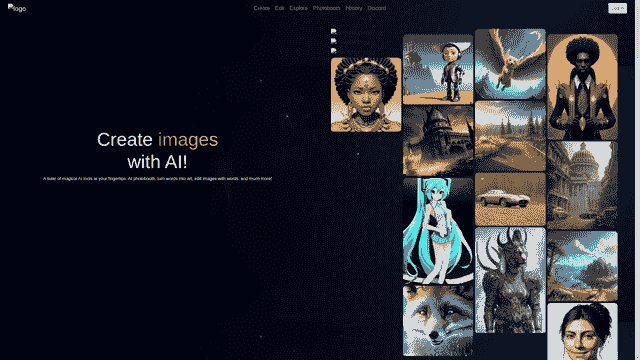 logo
Create Edit Explore Photobooth History Discord
Create images
with AI!
A suite of magical AI tools at your fingertips. AI photobooth, turn words into art, edit images with words, and much more!